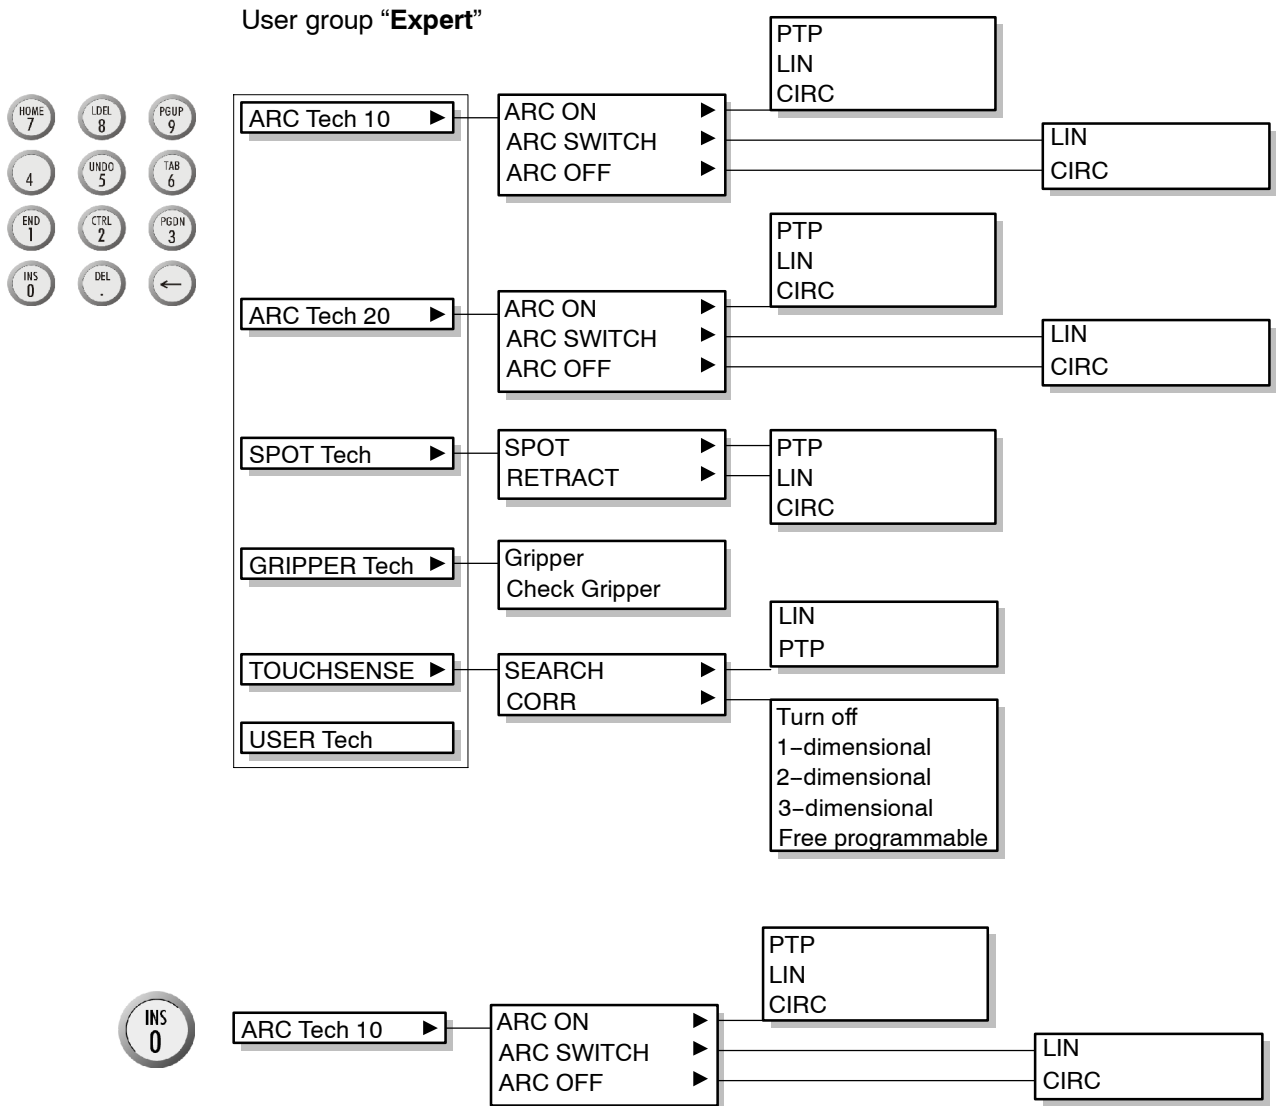 User group “Expert”
HOME 7
LDEL 8
PGUP 9
4
UNDO 5
TAB 6
END 1
CTRL 2
PGDN 3
INS 0
DEL .
←
ARC Tech 10
ARC ON
ARC SWITCH
ARC OFF
PTP
LIN
CIRC
LIN
CIRC
ARC Tech 20
ARC ON
ARC SWITCH
ARC OFF
PTP
LIN
CIRC
LIN
CIRC
SPOT Tech
SPOT
RETRACT
PTP
LIN
CIRC
GRIPPER Tech
Gripper
Check Gripper
TOUCHSENSE
SEARCH
CORR
LIN
PTP
Turn off
1−dimensional
2−dimensional
3−dimensional
Free programmable
USER Tech
INS
0
ARC Tech 10
ARC ON
ARC SWITCH
ARC OFF
PTP
LIN
CIRC
LIN
CIRC